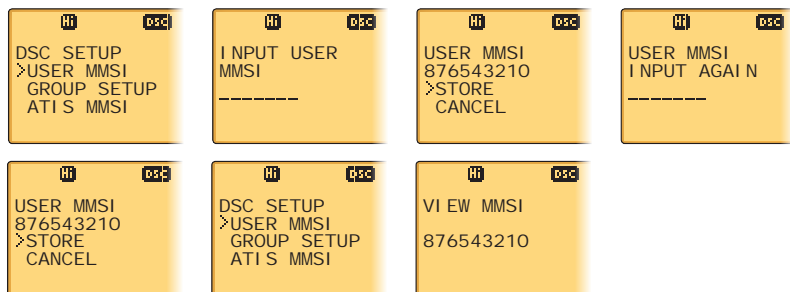 Hi DSC
DSC SETUP
>USER MMSI
GROUP SETUP
ATIS MMSI
Hi DSC
INPUT USER
MMSI
_______
Hi DSC
USER MMSI
876543210
>STORE
CANCEL
Hi DSC
USER MMSI
INPUT AGAIN
_______
Hi DSC
USER MMSI
876543210
>STORE
CANCEL
Hi DSC
DSC SETUP
>USER MMSI
GROUP SETUP
ATIS MMSI
Hi DSC
VIEW MMSI
876543210